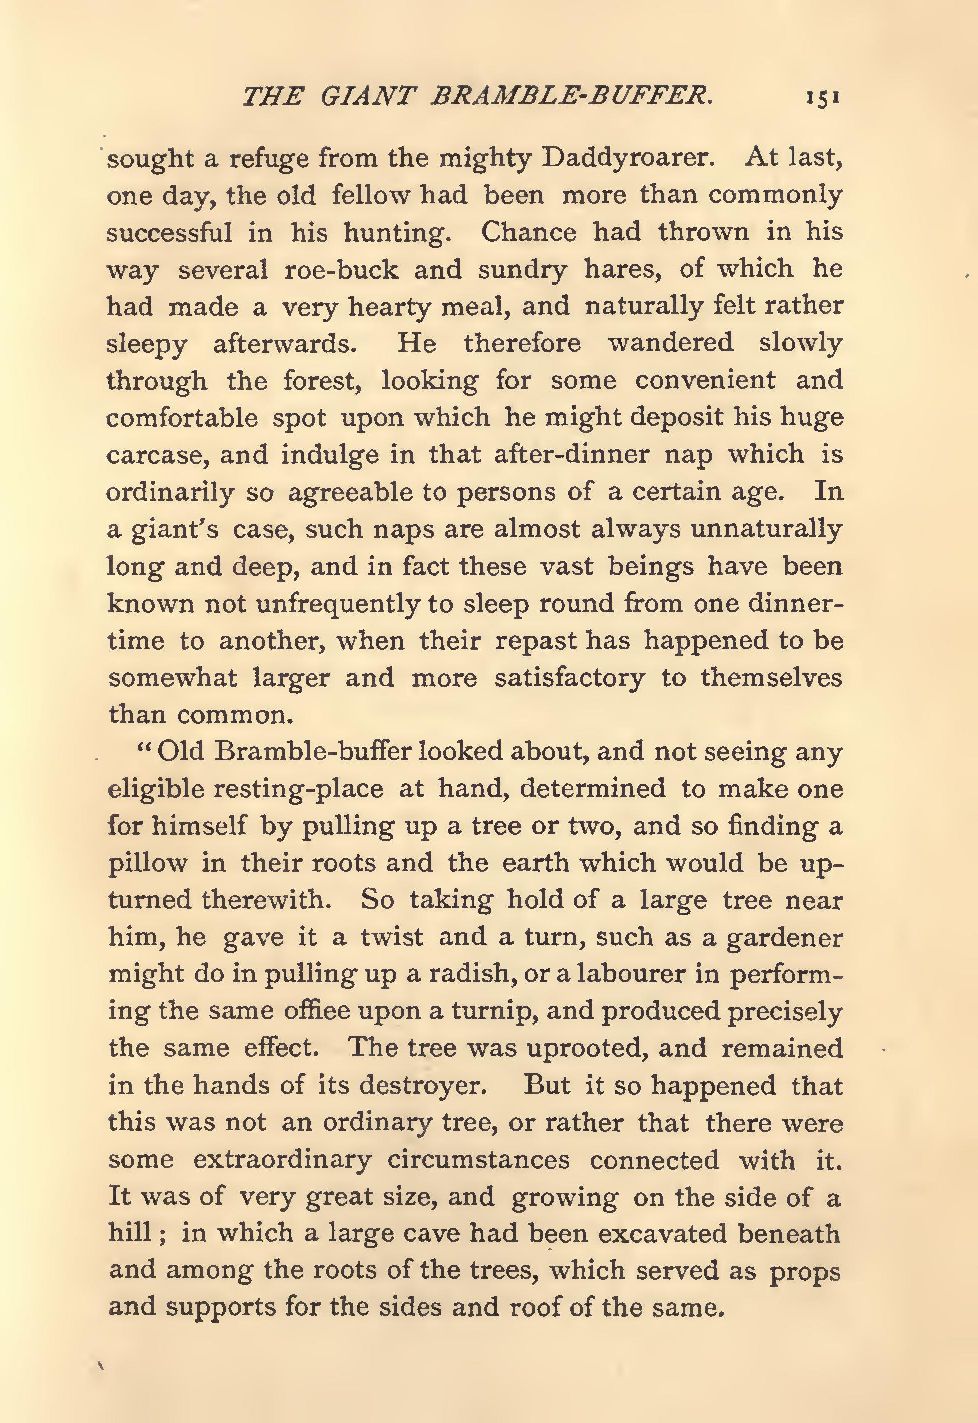 THE GIANT BRAMBLE-BUFFER. 151
sought a refuge from the mighty Daddyroarer. At last,
one day, the old fellow had been more than commonly
successful in his hunting. Chance had thrown in his
way several roe-buck and sundry hares, of which he
had made a very hearty meal, and naturally felt rather
sleepy afterwards. He therefore wandered slowly
through the forest, looking for some convenient and
comfortable spot upon which he might deposit his huge
carcase, and indulge in that after-dinner nap which is
ordinarily so agreeable to persons of a certain age. In
a giant's case, such naps are almost always unnaturally
long and deep, and in fact these vast beings have been
known not unfrequently to sleep round from one dinner-
time to another, when their repast has happened to be
somewhat larger and more satisfactory to themselves
than common.
“Old Bramble-buffer looked about, and not seeing any
eligible resting-place at hand, determined to make one
for himself by pulling up a tree or two, and so finding a
pillow in their roots and the earth which would be up-
turned therewith. So taking hold of a large tree near
him, he gave it a twist and a turn, such as a gardener
might do in pulling up a radish, or a labourer in perform-
ing the same offiee upon a turnip, and produced precisely
the same effect. The tree was uprooted, and remained
in the hands of its destroyer. But it so happened that
this was not an ordinary tree, or rather that there were
some extraordinary circumstances connected with it.
It was of very great size, and growing on the side of a
hill; in which a large cave had been excavated beneath
and among the roots of the trees, which served as props
and supports for the sides and roof of the same.